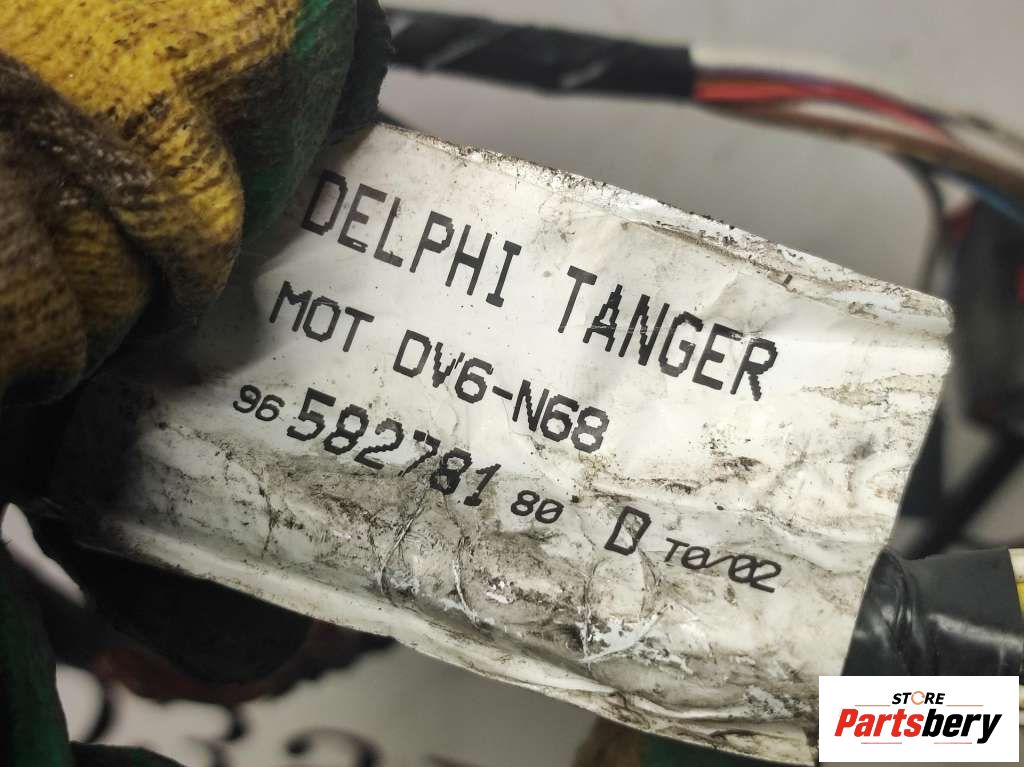 DELPHI TANGER
MOT DV6-N68
96 582781 80 D T0/02
STORE
Partsbery